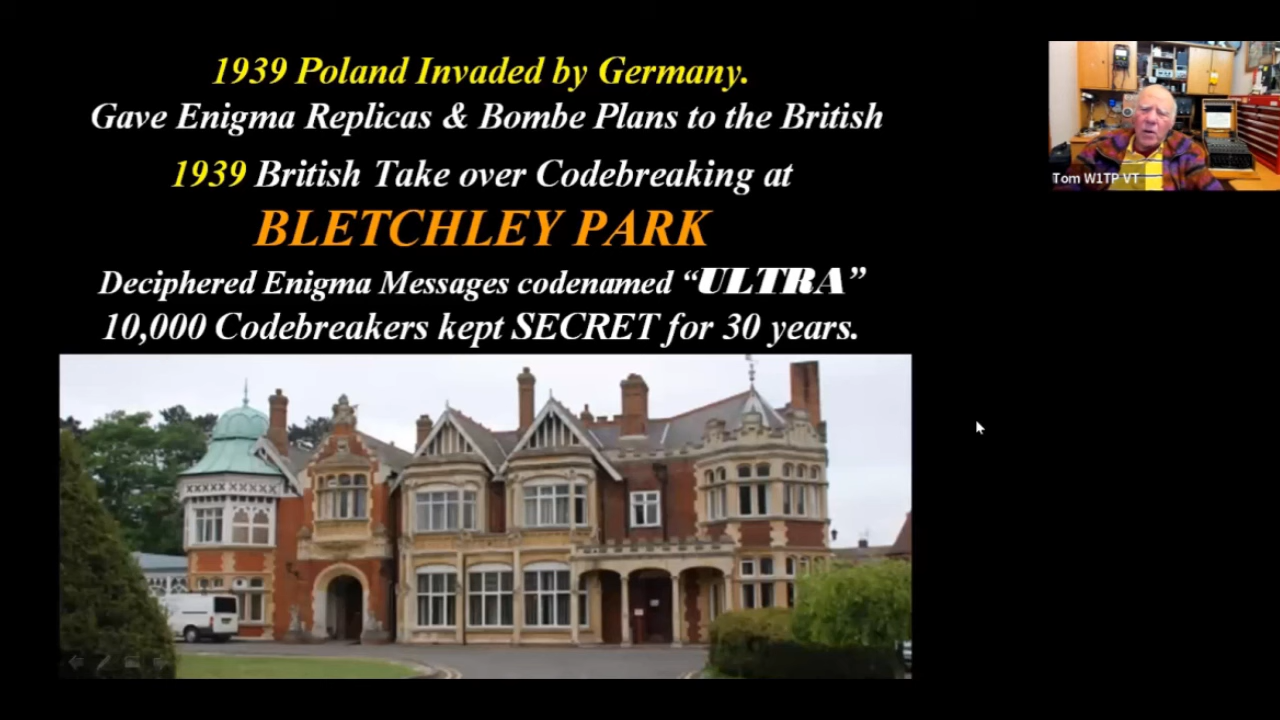 1939 Poland Invaded by Germany.
Gave Enigma Replicas & Bombe Plans to the British
1939 British Take over Codebreaking at
BLETCHLEY PARK
Deciphered Enigma Messages codenamed “ULTRA”
10,000 Codebreakers kept SECRET for 30 years.
Tom W1TP VT